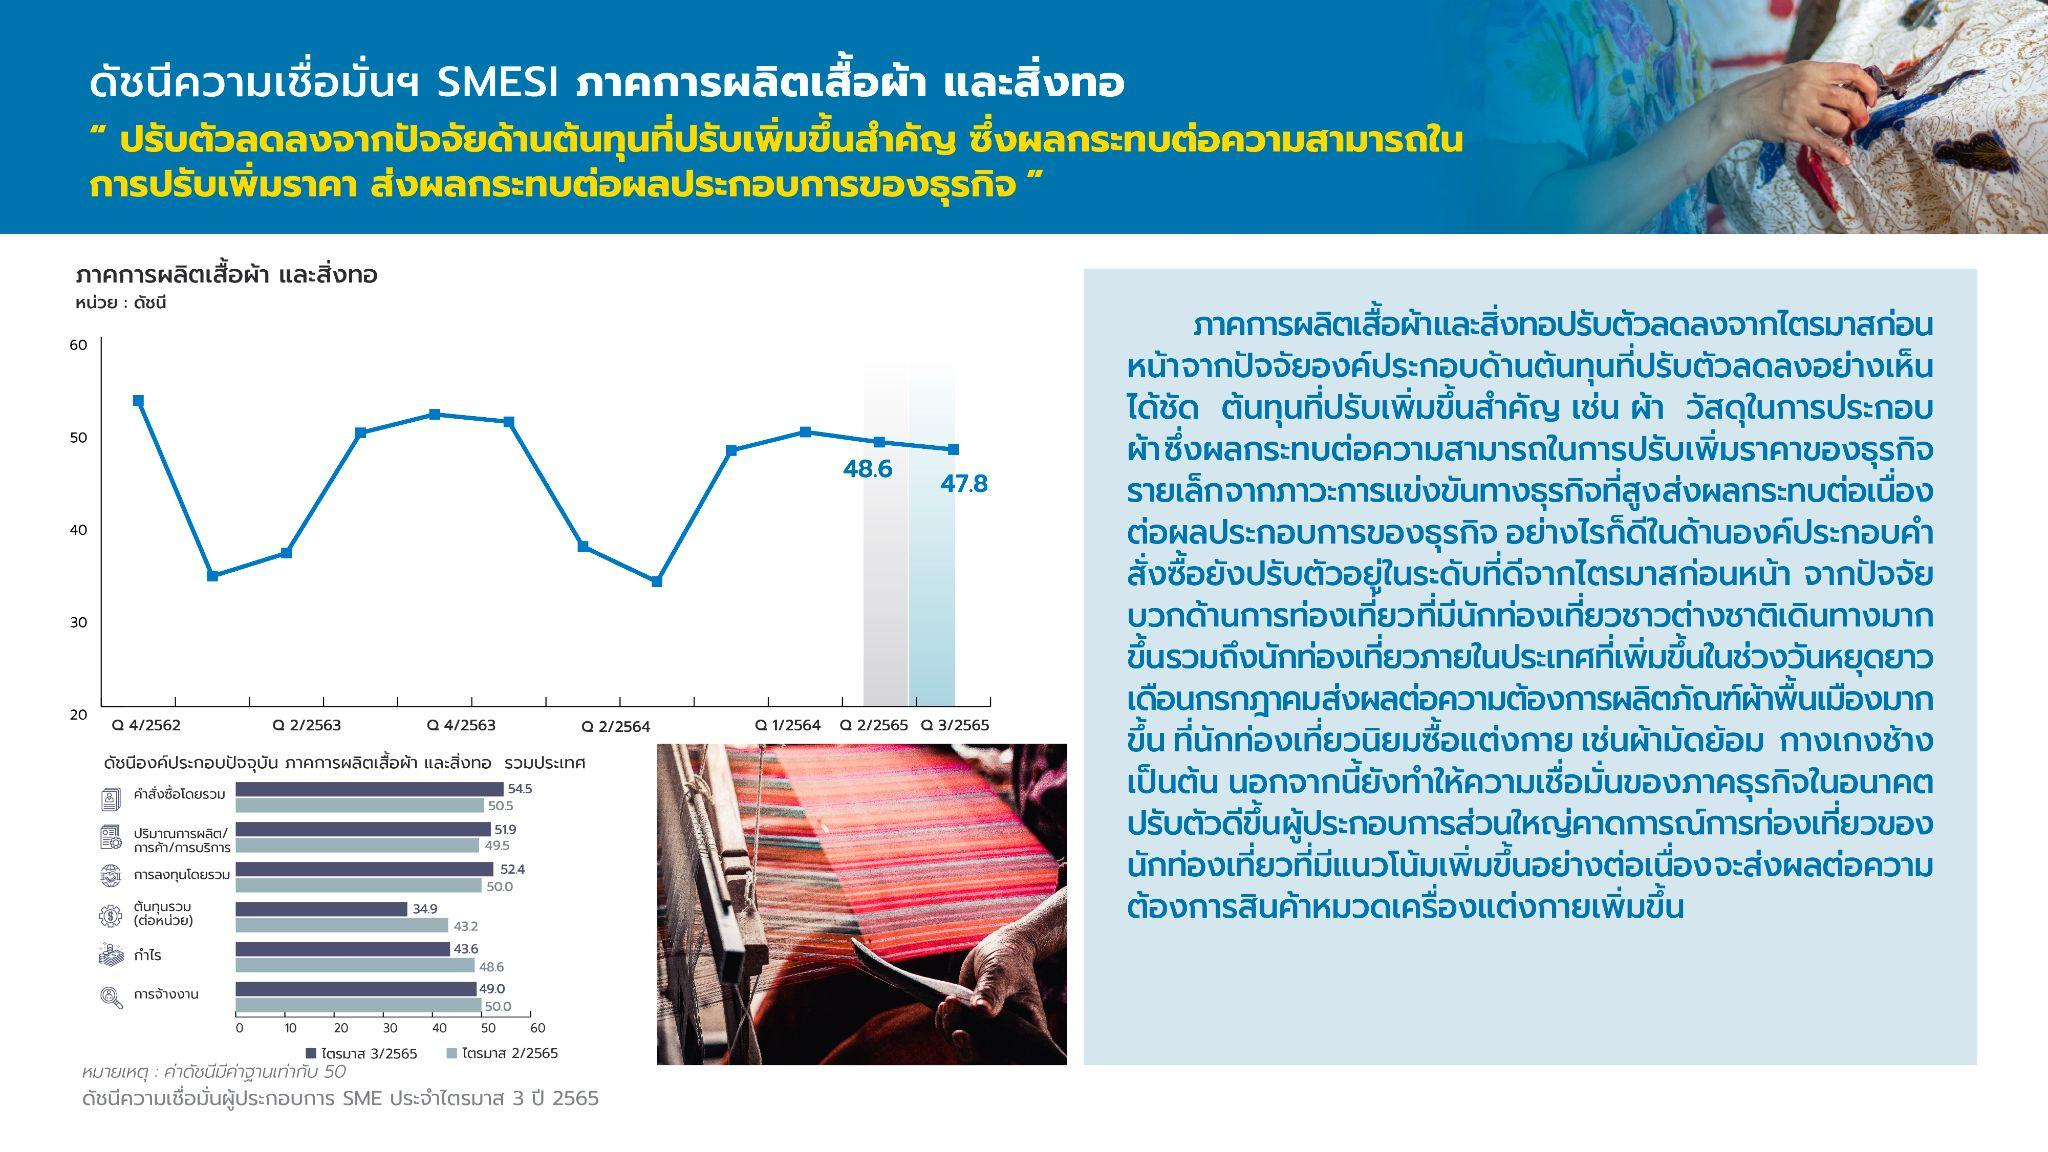 ดัชนีความเชื่อมั่นฯ SMESI ภาคการผลิตเสื้อผ้า และสิ่งทอ
“ ปรับตัวลดลงจากปัจจัยด้านต้นทุนที่ปรับเพิ่มขึ้นสำคัญ ซึ่งผลกระทบต่อความสามารถใน
การปรับเพิ่มราคา ส่งผลกระทบต่อผลประกอบการของธุรกิจ ”
ภาคการผลิตเสื้อผ้า และสิ่งทอ
หน่วย : ดัชนี
60
50
40
30
20
48.6
47.8
Q 4/2562 Q 2/2563 Q 4/2563 Q 2/2564 Q 1/2564 Q 2/2565 Q 3/2565
ดัชนีองค์ประกอบปัจจุบัน ภาคการผลิตเสื้อผ้า และสิ่งทอ รวมประเทศ
คำสั่งซื้อโดยรวม
54.5
50.5
ปริมาณการผลิต/
การค้า/การบริการ
51.9
49.5
การลงทุนโดยรวม
52.4
50.0
ต้นทุนรวม
(ต่อหน่วย)
34.9
43.2
กำไร
43.6
48.6
การจ้างงาน
49.0
50.0
0 10 20 30 40 50 60
ไตรมาส 3/2565 ไตรมาส 2/2565
หมายเหตุ : ค่าดัชนีมีค่าฐานเท่ากับ 50
ดัชนีความเชื่อมั่นผู้ประกอบการ SME ประจำไตรมาส 3 ปี 2565
ภาคการผลิตเสื้อผ้าและสิ่งทอปรับตัวลดลงจากไตรมาสก่อน
หน้าจากปัจจัยองค์ประกอบด้านต้นทุนที่ปรับตัวลดลงอย่างเห็น
ได้ชัด ต้นทุนที่ปรับเพิ่มขึ้นสำคัญ เช่น ผ้า วัสดุในการประกอบ
ผ้าซึ่งผลกระทบต่อความสามารถในการปรับเพิ่มราคาของธุรกิจ
รายเล็กจากภาวะการแข่งขันทางธุรกิจที่สูงส่งผลกระทบต่อเนื่อง
ต่อผลประกอบการของธุรกิจ อย่างไรก็ดีในด้านองค์ประกอบคำ
สั่งซื้อยังปรับตัวอยู่ในระดับที่ดีจากไตรมาสก่อนหน้า จากปัจจัย
บวกด้านการท่องเที่ยวที่มีนักท่องเที่ยวชาวต่างชาติเดินทางมาก
ขึ้นรวมถึงนักท่องเที่ยวภายในประเทศที่เพิ่มขึ้นในช่วงวันหยุดยาว
เดือนกรกฎาคมส่งผลต่อความต้องการผลิตภัณฑ์ผ้าพื้นเมืองมาก
ขึ้น ที่นักท่องเที่ยวนิยมซื้อแต่งกาย เช่นผ้ามัดย้อม กางเกงช้าง
เป็นต้น นอกจากนี้ยังทำให้ความเชื่อมั่นของภาคธุรกิจในอนาคต
ปรับตัวดีขึ้นผู้ประกอบการส่วนใหญ่คาดการณ์การท่องเที่ยวของ
นักท่องเที่ยวที่มีแนวโน้มเพิ่มขึ้นอย่างต่อเนื่องจะส่งผลต่อความ
ต้องการสินค้าหมวดเครื่องแต่งกายเพิ่มขึ้น